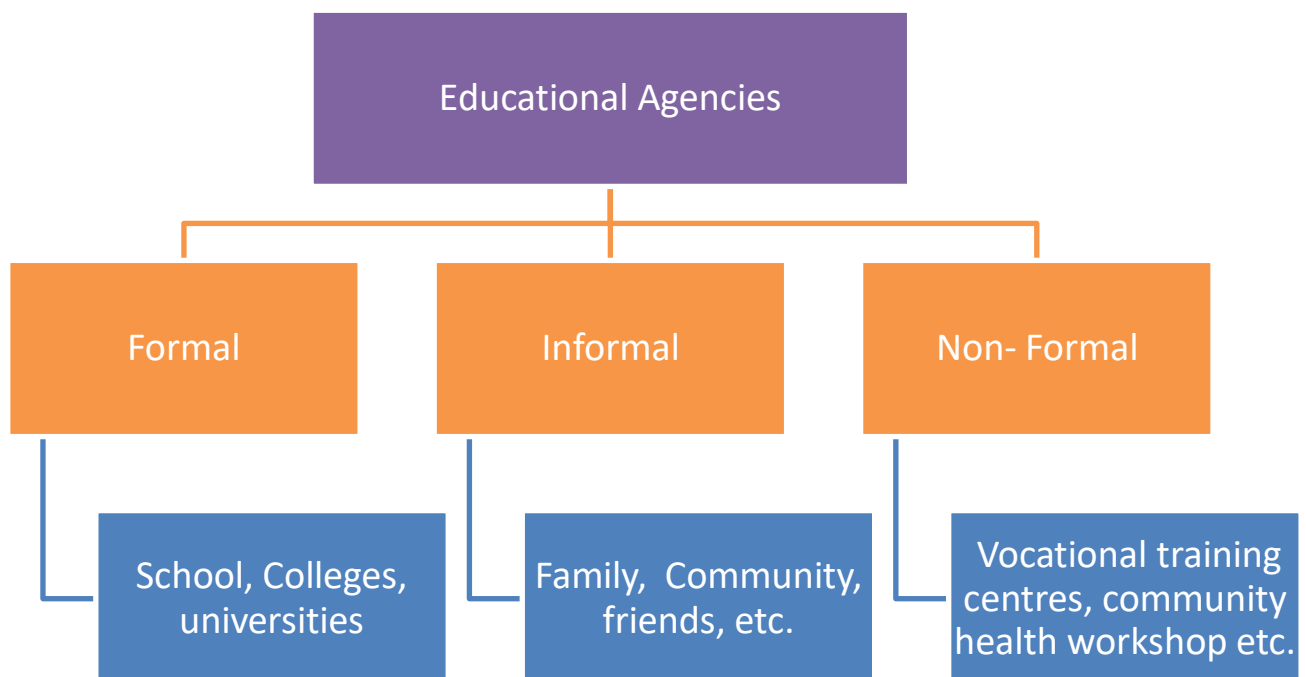 Educational Agencies
Formal
Informal
Non- Formal
School, Colleges,
universities
Family,  Community,
friends, etc.
Vocational training
centres, community
health workshop etc.